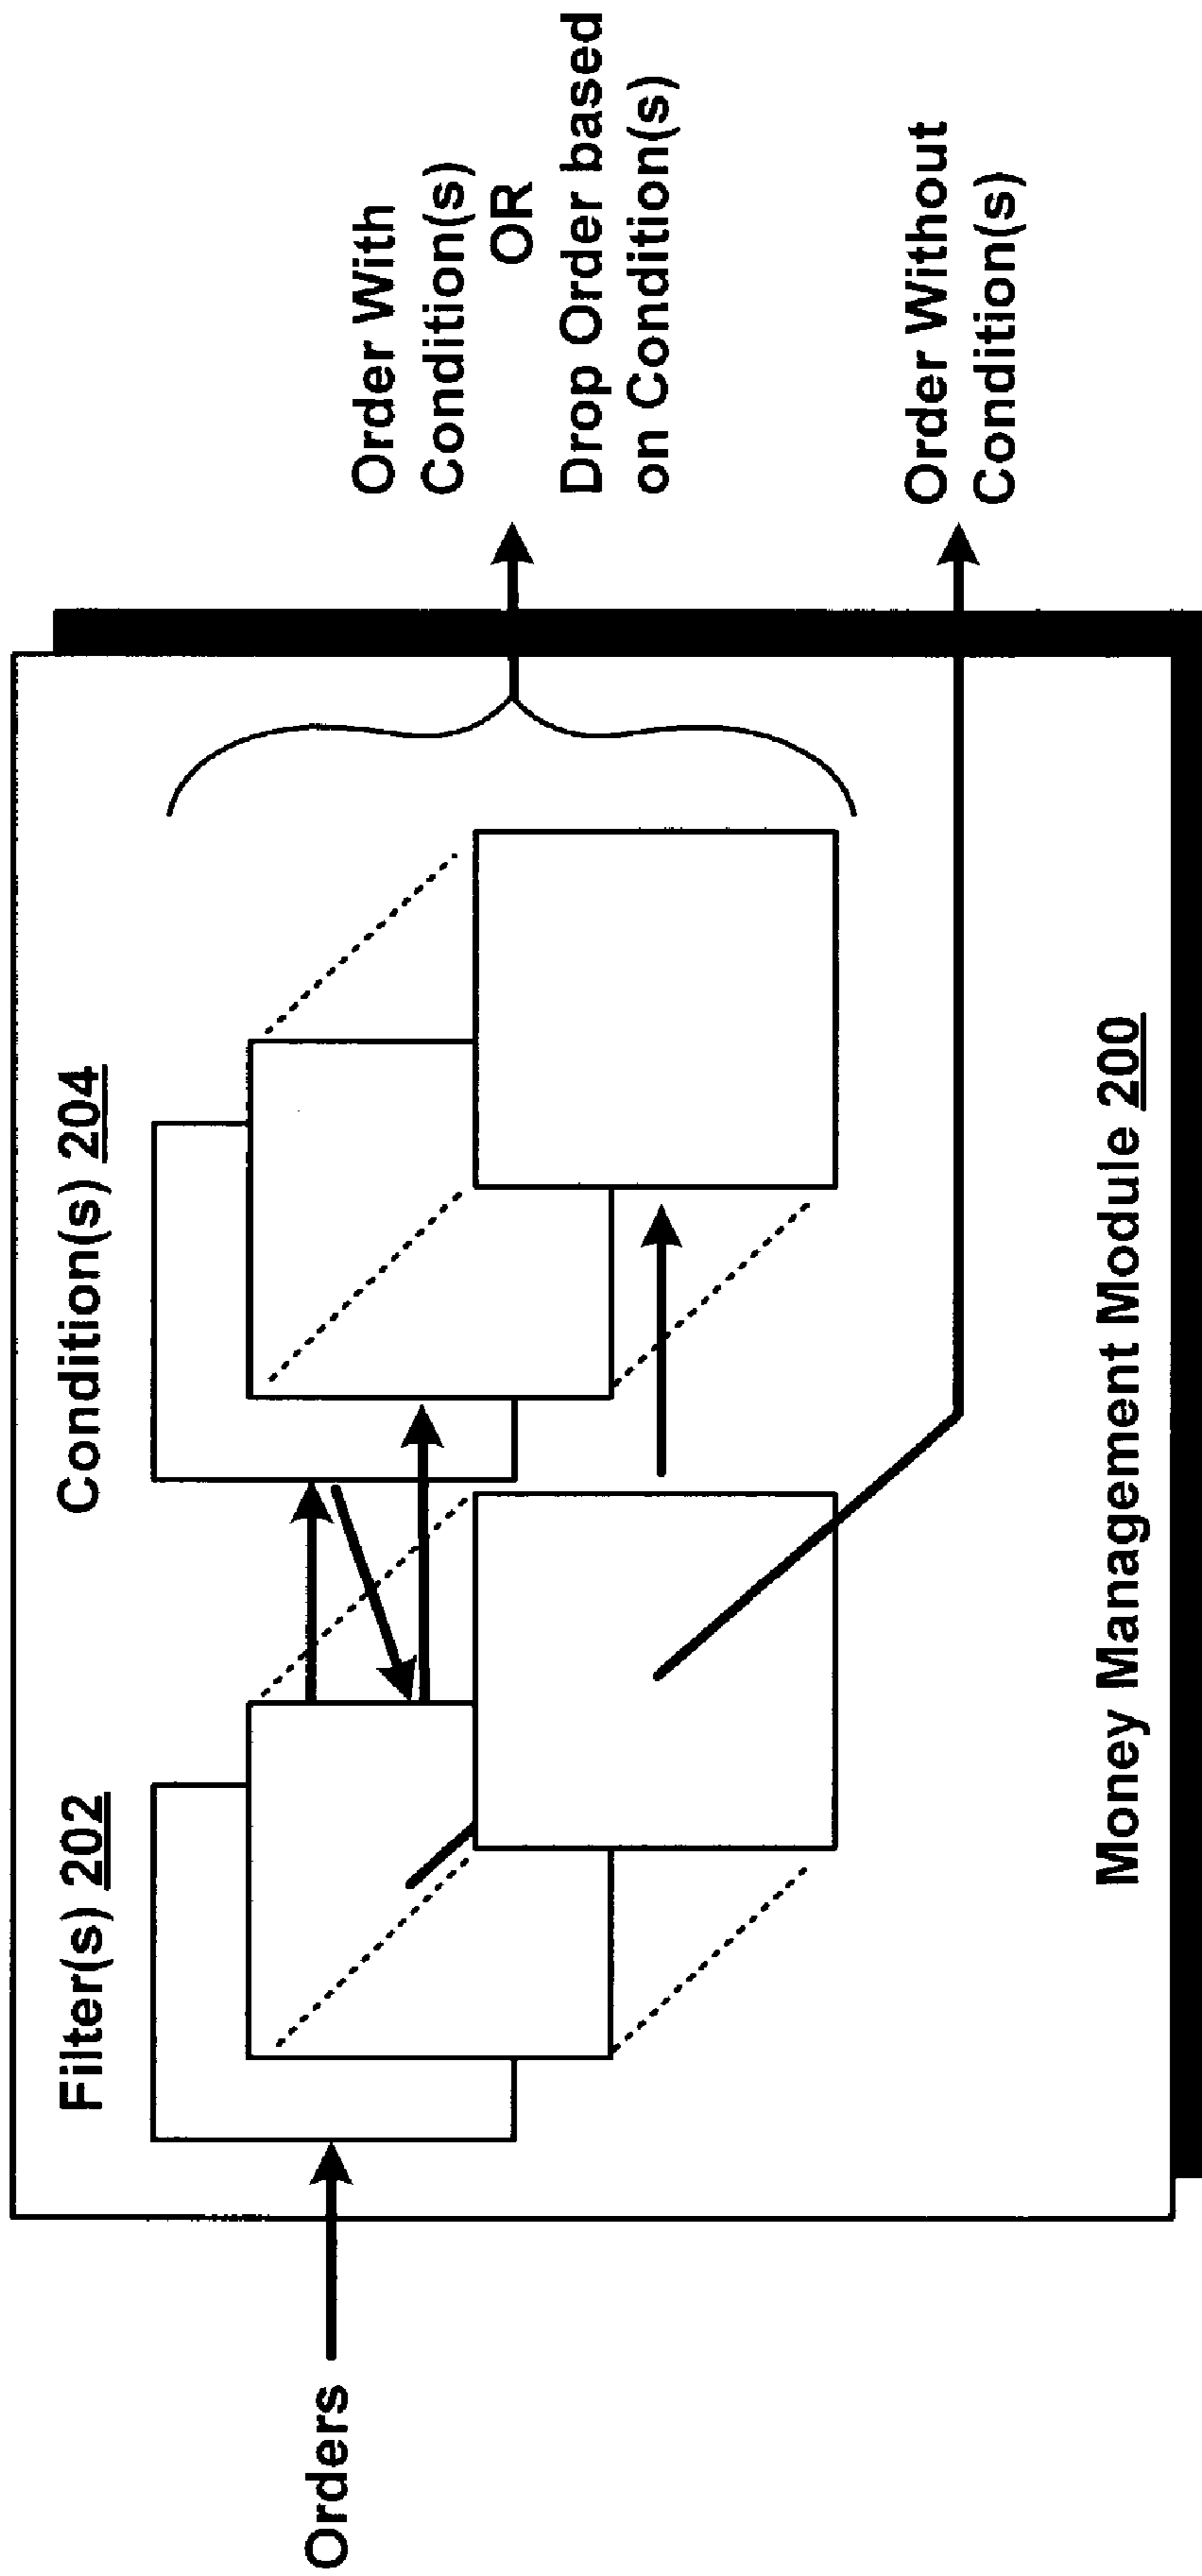 Orders
Filter(s) 202
Condition(s) 204
Money Management Module 200
Order With
Condition(s)
OR
Drop Order based
on Condition(s)
Order Without
Condition(s)